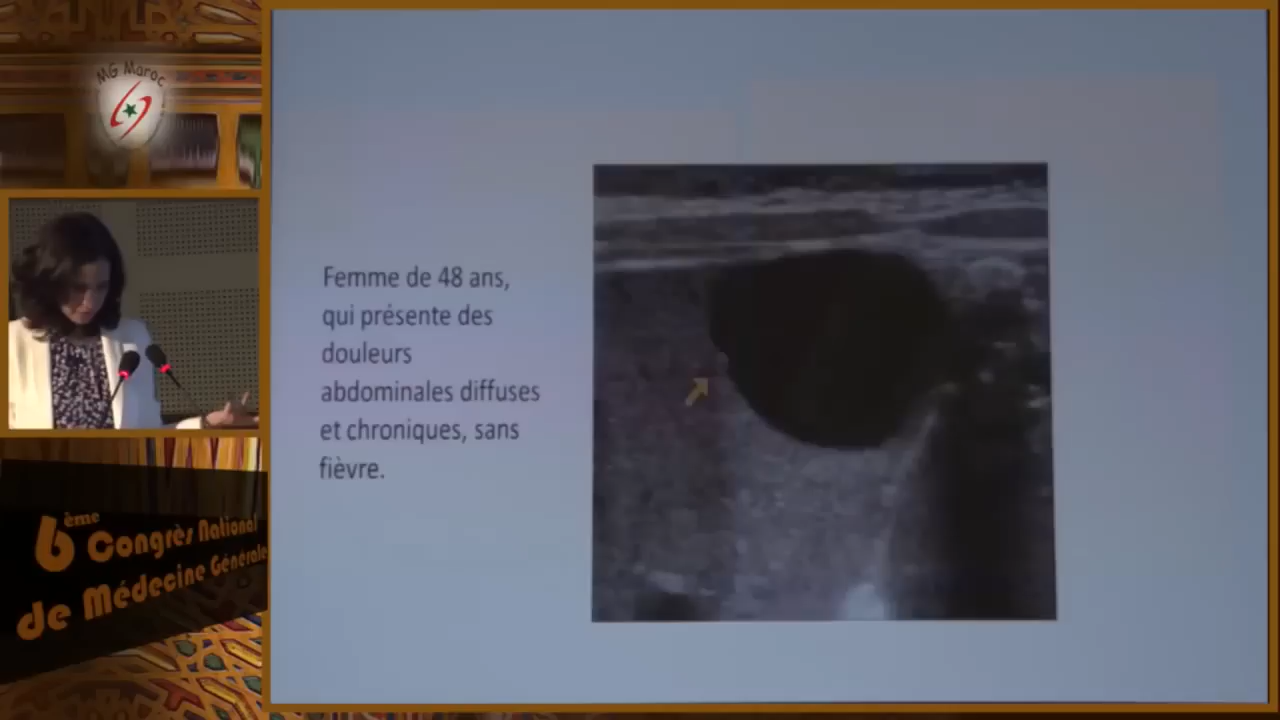 MG Maroc
Femme de 48 ans,
qui présente des
douleurs
abdominales diffuses
et chroniques, sans
fièvre.
6ème Congrès National
de Médecine Générale